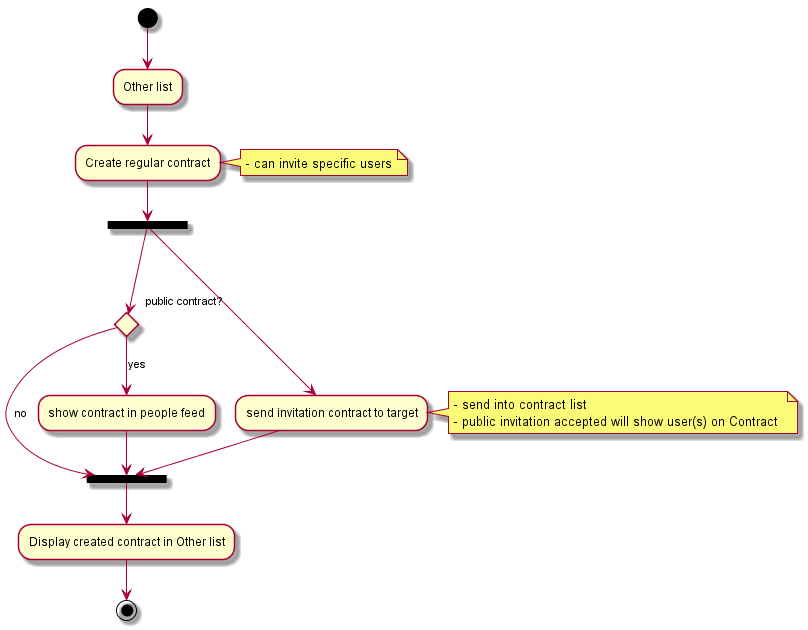 Other list
Create regular contract
- can invite specific users
public contract?
yes
no
show contract in people feed
send invitation contract to target
- send into contract list
- public invitation accepted will show user(s) on Contract
Display created contract in Other list